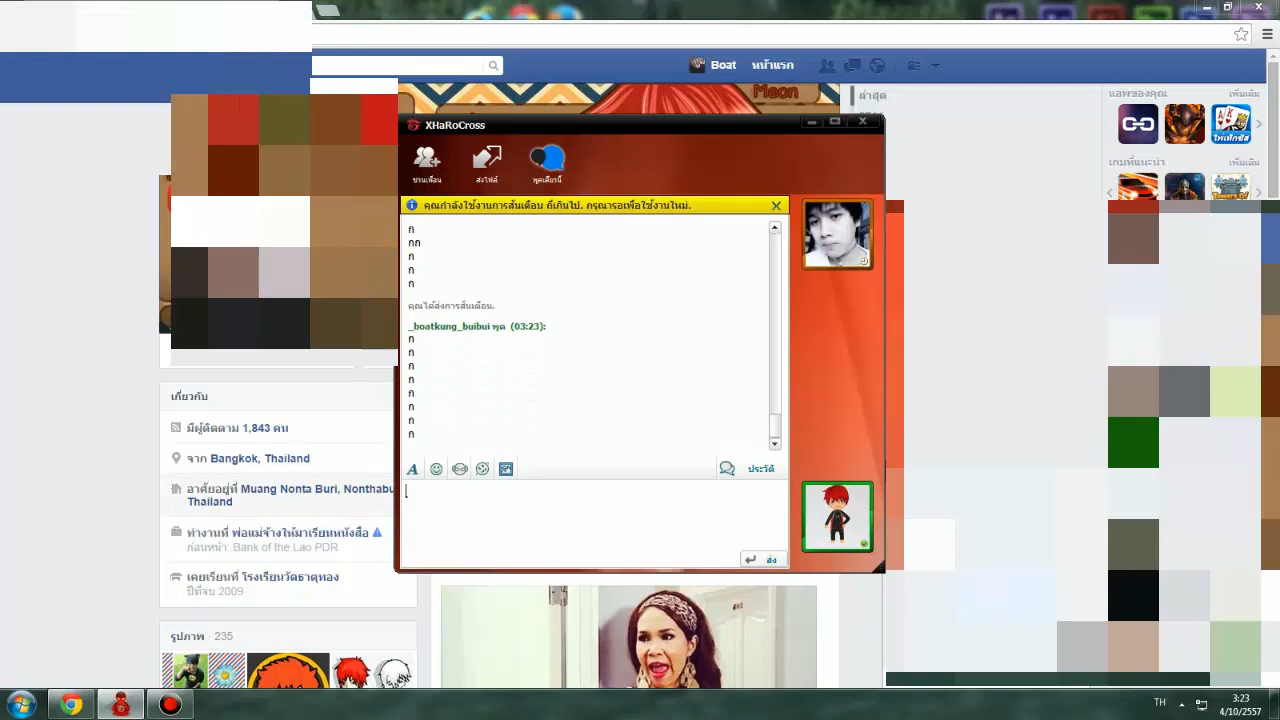 Boat
หน้าแรก
Meon
ล่าสุด
แอพของคุณ
เพิ่มเติม
ไพ่เท็กซัส
เกมที่แนะนำ
เพิ่มเติม
XHaRoCross
ชวนเพื่อน
ส่งไฟล์
พูดเดี๋ยวนี้
คุณกำลังใช้งานการสั่นเตือน ถี่เกินไป. กรุณารอเพื่อใช้งานใหม่.
ก
กก
ก
ก
ก
คุณได้ส่งการสั่นเตือน.
_boatkung_buibui พูด (03:23):
ก
ก
ก
ก
ก
ก
ก
ก
ประวัติ
ส่ง
เกี่ยวกับ
มีผู้ติดตาม 1,843 คน
จาก Bangkok, Thailand
อาศัยอยู่ที่ Muang Nonta Buri, Nonthabu
Thailand
ทำงานที่ พ่อแม่จ้างให้มาเรียนหนังสือ
ก่อนหน้า: Bank of the Lao PDR
เคยเรียนที่ โรงเรียนวัดธาตุทอง
ปีที่จบ 2009
รูปภาพ · 235
TH
3:23
4/10/2557